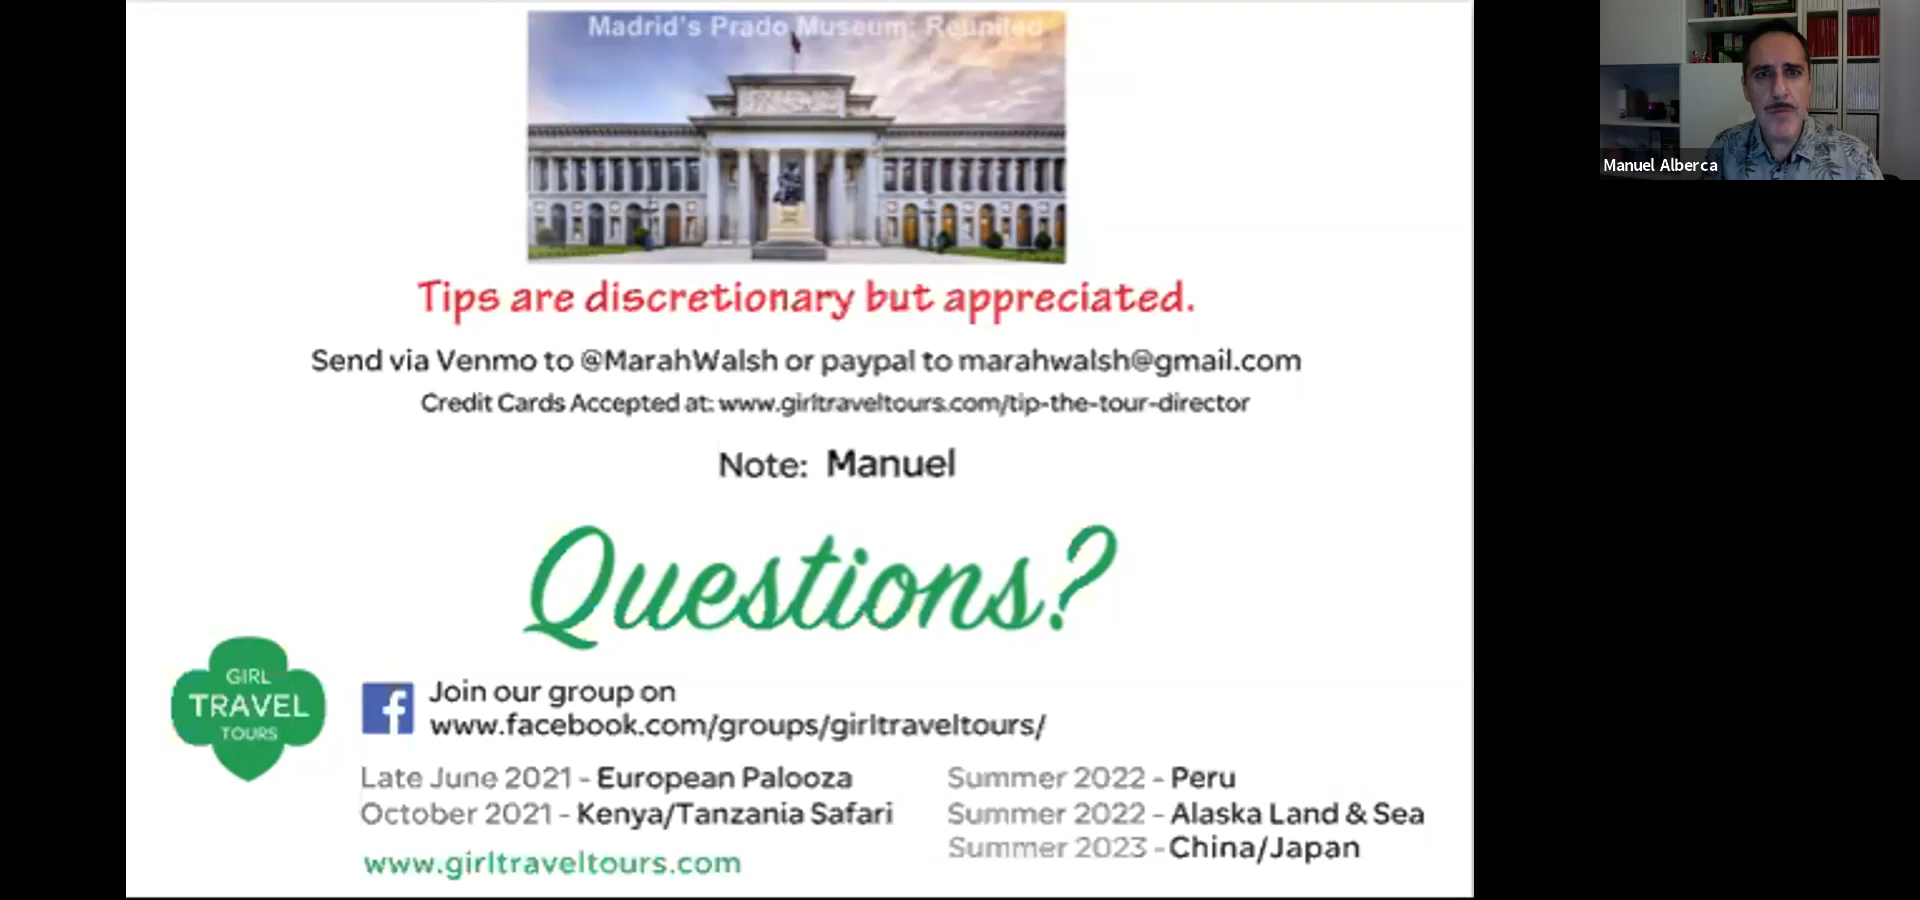 Madrid's Prado Museum: Reunited
Manuel Alberca
Tips are discretionary but appreciated.
Send via Venmo to @MarahWalsh or paypal to marahwalsh@gmail.com
Credit Cards Accepted at: www.girltraveltours.com/tip-the-tour-director
Note: Manuel
Questions?
GIRL
TRAVEL
TOURS
Join our group on
www.facebook.com/groups/girltraveltours/
Late June 2021 - European Palooza
October 2021 - Kenya/Tanzania Safari
www.girltraveltours.com
Summer 2022 - Peru
Summer 2022 - Alaska Land & Sea
Summer 2023 - China/Japan